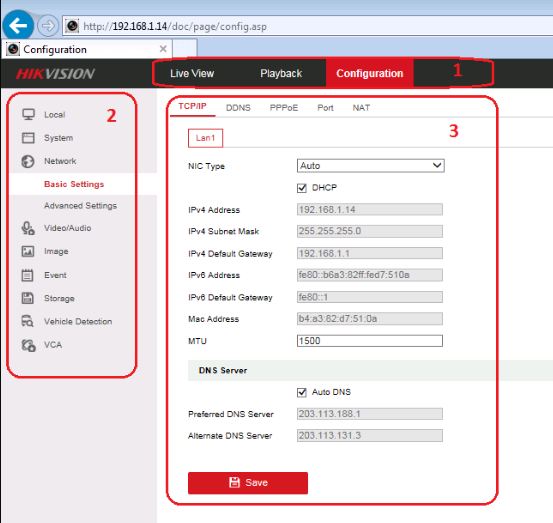 http://192.168.1.14/doc/page/config.asp
Configuration
HIKVISION
Live View Playback Configuration 1
2
Local
System
Network
Basic Settings
Advanced Settings
Video/Audio
Image
Event
Storage
Vehicle Detection
VCA
TCP/IP DDNS PPPoE Port NAT
3
Lan1
NIC Type Auto
DHCP
IPv4 Address 192.168.1.14
IPv4 Subnet Mask 255.255.255.0
IPv4 Default Gateway 192.168.1.1
IPv6 Address fe80::b6a3:82ff:fed7:510a
IPv6 Default Gateway fe80::1
Mac Address b4:a3:82:d7:51:0a
MTU 1500
DNS Server
Auto DNS
Preferred DNS Server 203.113.188.1
Alternate DNS Server 203.113.131.3
Save